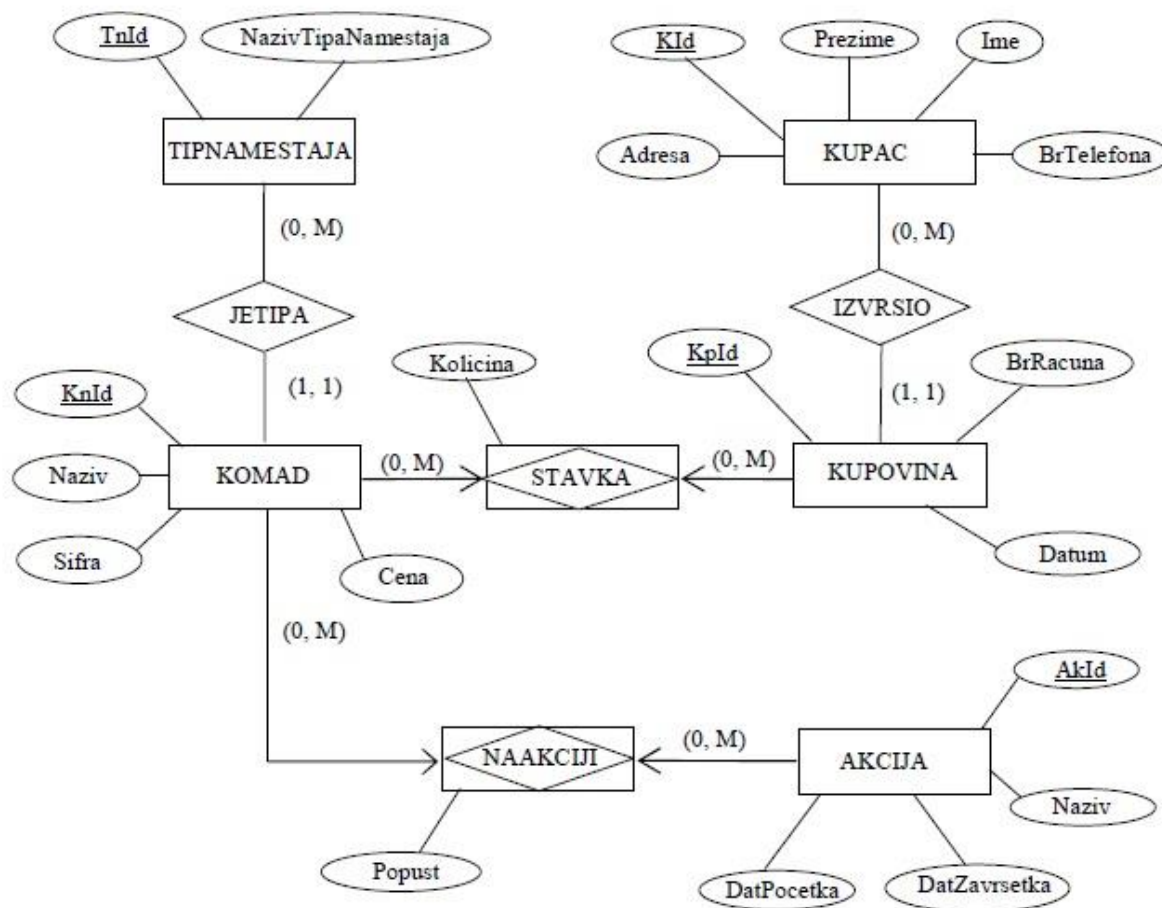 TnId
NazivTipaNamestaja
KId
Prezime
Ime
TIPNAMESTAJA
Adresa
KUPAC
BrTelefona
(0, M)
(0, M)
JETIPA
IZVRSIO
Kolicina
KpId
BrRacuna
KnId
(1, 1)
(1, 1)
Naziv
KOMAD
(0, M)
STAVKA
(0, M)
KUPOVINA
Sifra
Cena
Datum
(0, M)
AkId
NAAKCIJI
(0, M)
AKCIJA
Naziv
Popust
DatPocetka
DatZavrsetka